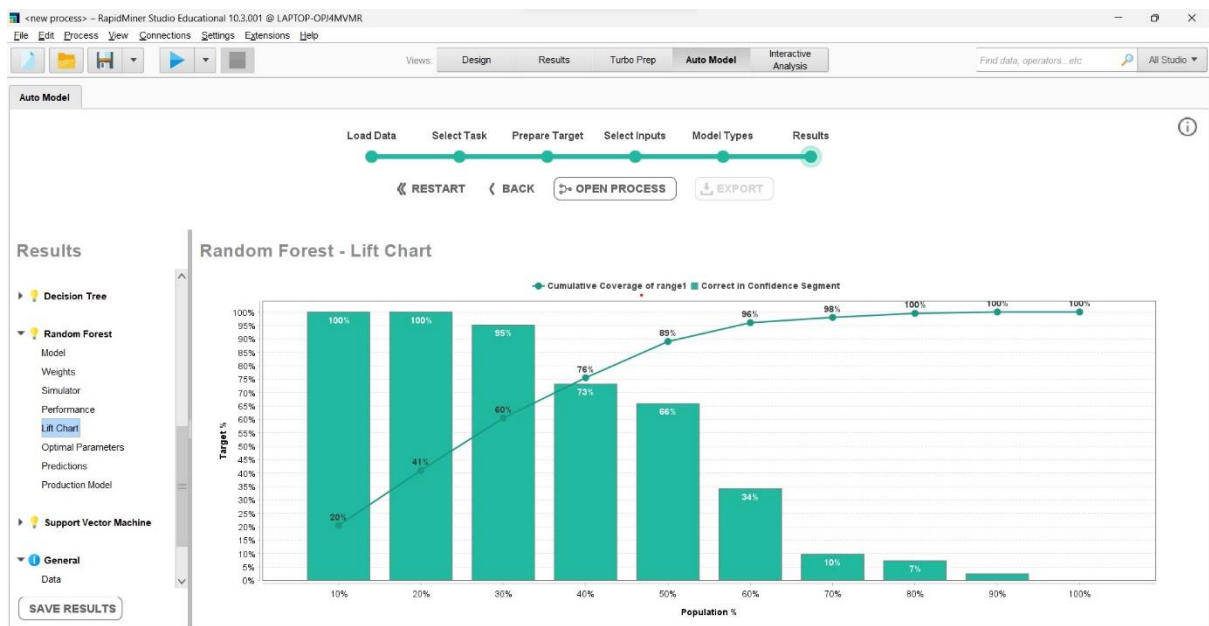 <new process> – RapidMiner Studio Educational 10.3.001 @ LAPTOP-OPJ4MVMR
File Edit Process View Connections Settings Extensions Help
Views: Design Results Turbo Prep Auto Model Interactive Analysis Find data, operators...etc All Studio
Auto Model
Load Data Select Task Prepare Target Select Inputs Model Types Results
RESTART BACK OPEN PROCESS EXPORT
Results
Decision Tree
Random Forest
Model
Weights
Simulator
Performance
Lift Chart
Optimal Parameters
Predictions
Production Model
Support Vector Machine
General
Data
SAVE RESULTS
Random Forest - Lift Chart
Cumulative Coverage of range1 Correct in Confidence Segment
Target %
100%
95%
90%
85%
80%
75%
70%
65%
60%
55%
50%
45%
40%
35%
30%
25%
20%
15%
10%
5%
0%
100% 100% 95% 73% 66% 34% 10% 7%
20% 41% 60% 76% 89% 96% 98% 100% 100% 100%
10% 20% 30% 40% 50% 60% 70% 80% 90% 100%
Population %